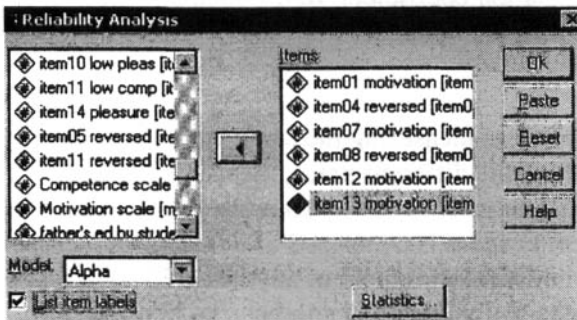 Reliability Analysis
item10 low pleas [ite
item11 low comp [it
item14 pleasure [ite
item05 reversed [ite
item11 reversed [ite
Competence scale
Motivation scale [m
father's ed by stude
Model: Alpha
List item labels
Items:
item01 motivation [item
item04 reversed [item0
item07 motivation [item
item08 reversed [item0
item12 motivation [item
item13 motivation [item
Statistics...
Ok
Paste
Reset
Cancel
Help